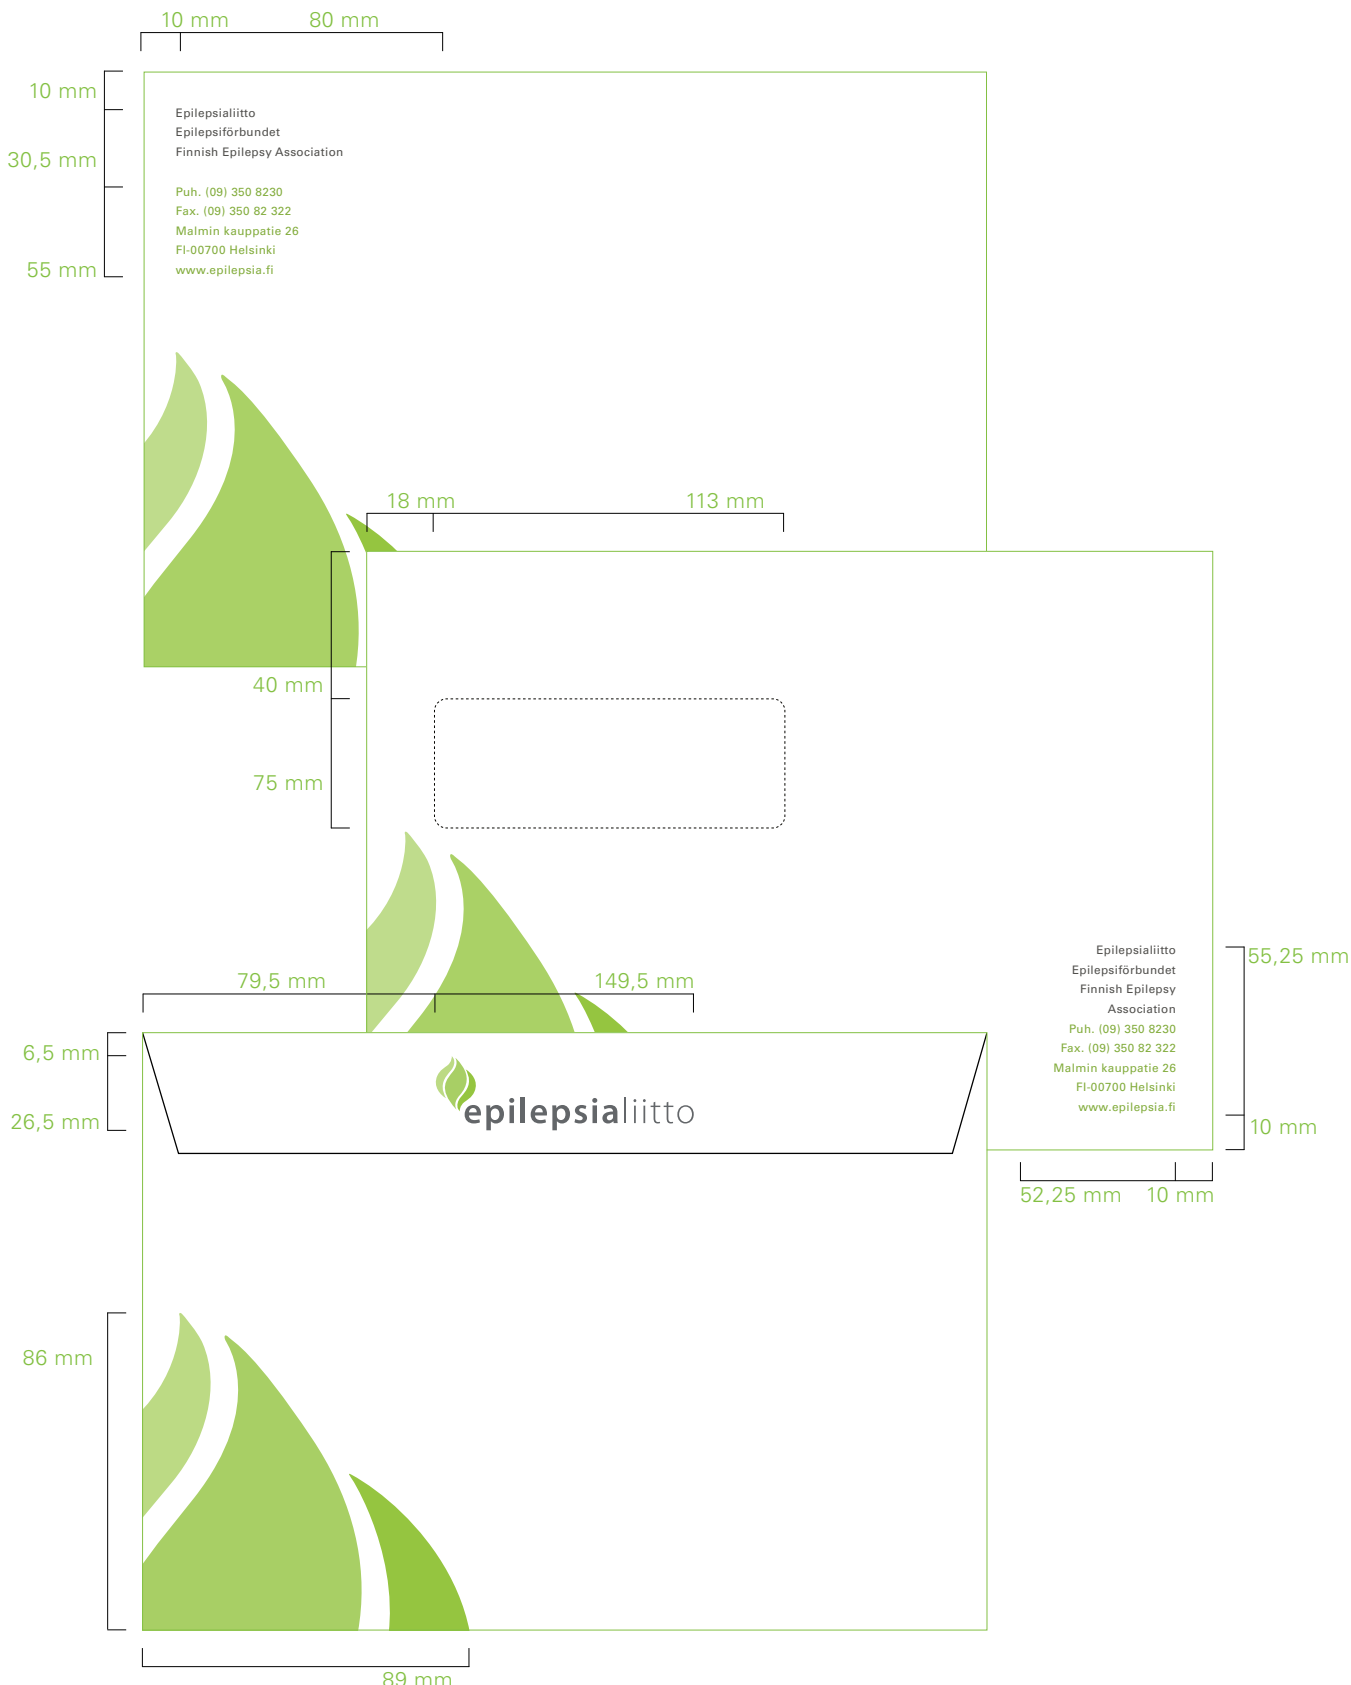 10 mm 80 mm
10 mm
30,5 mm
55 mm
Epilepsialiitto
Epilepsiförbundet
Finnish Epilepsy Association
Puh. (09) 350 8230
Fax. (09) 350 82 322
Malmin kauppatie 26
FI-00700 Helsinki
www.epilepsia.fi
18 mm 113 mm
40 mm
75 mm
Epilepsialiitto
Epilepsiförbundet
Finnish Epilepsy
Association
Puh. (09) 350 8230
Fax. (09) 350 82 322
Malmin kauppatie 26
FI-00700 Helsinki
www.epilepsia.fi
55,25 mm
10 mm
52,25 mm 10 mm
79,5 mm 149,5 mm
6,5 mm
26,5 mm
epilepsialiitto
86 mm
89 mm